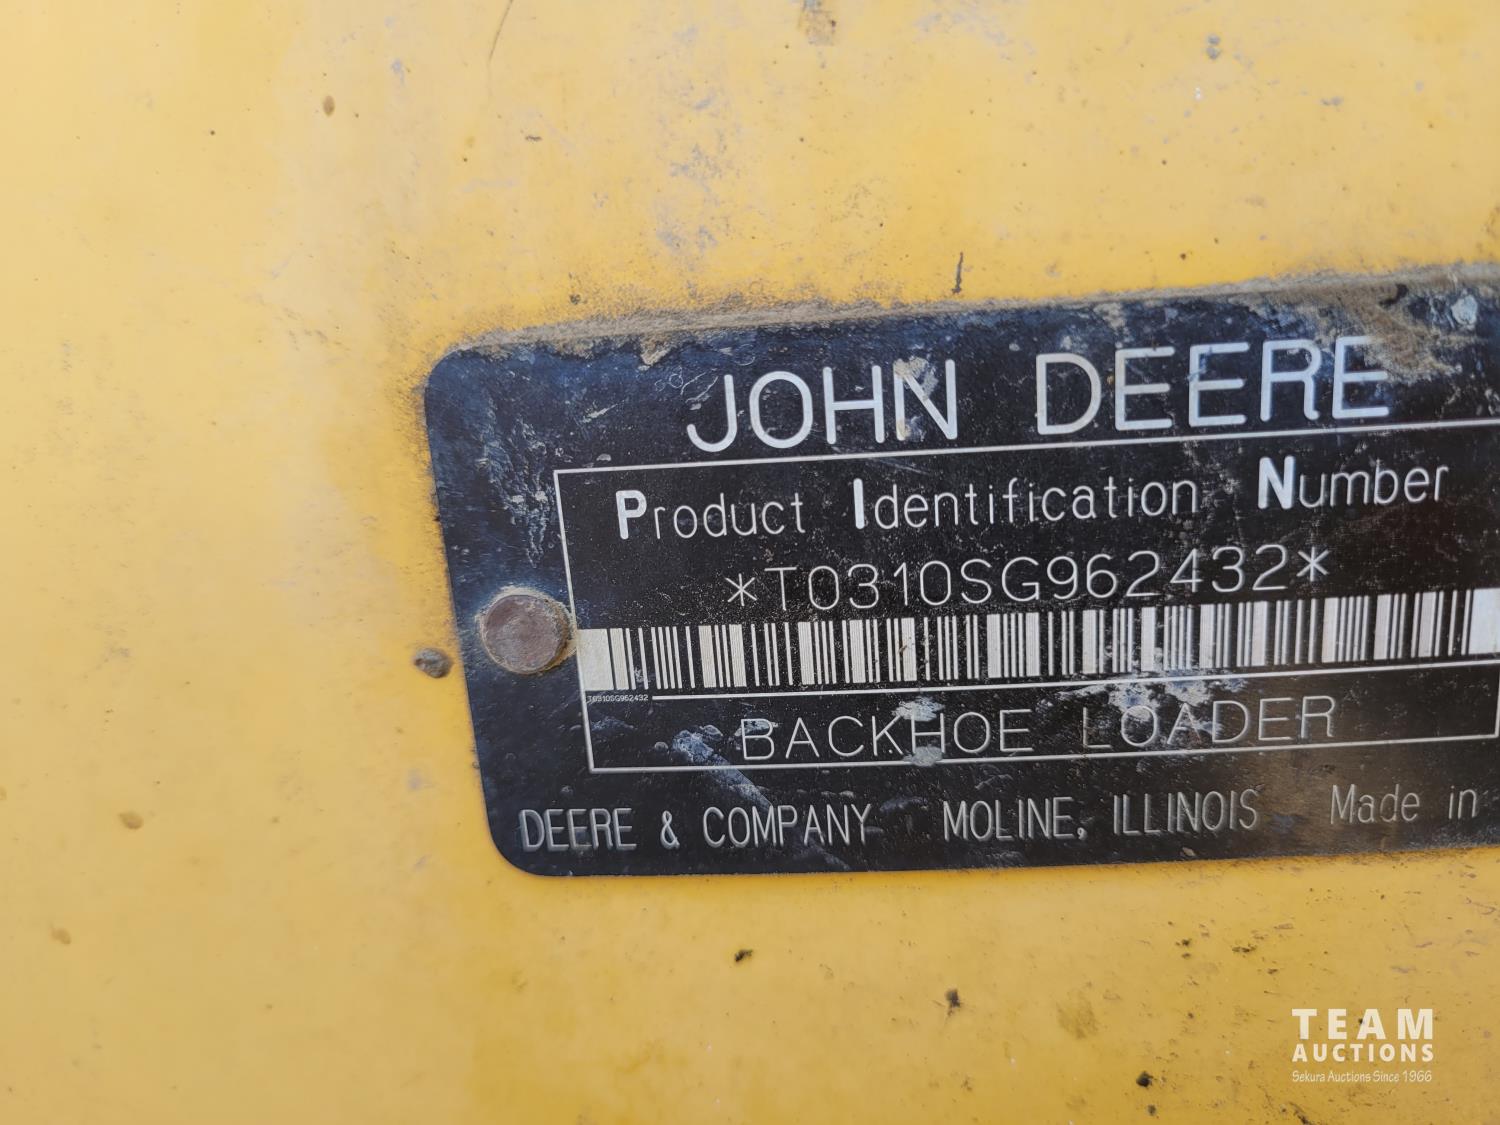 JOHN DEERE
Product Identification Number
*T0310SG962432*
T0310SG962432
BACKHOE LOADER
DEERE & COMPANY MOLINE, ILLINOIS Made in
TEAM
AUCTIONS
Sekura Auctions Since 1966